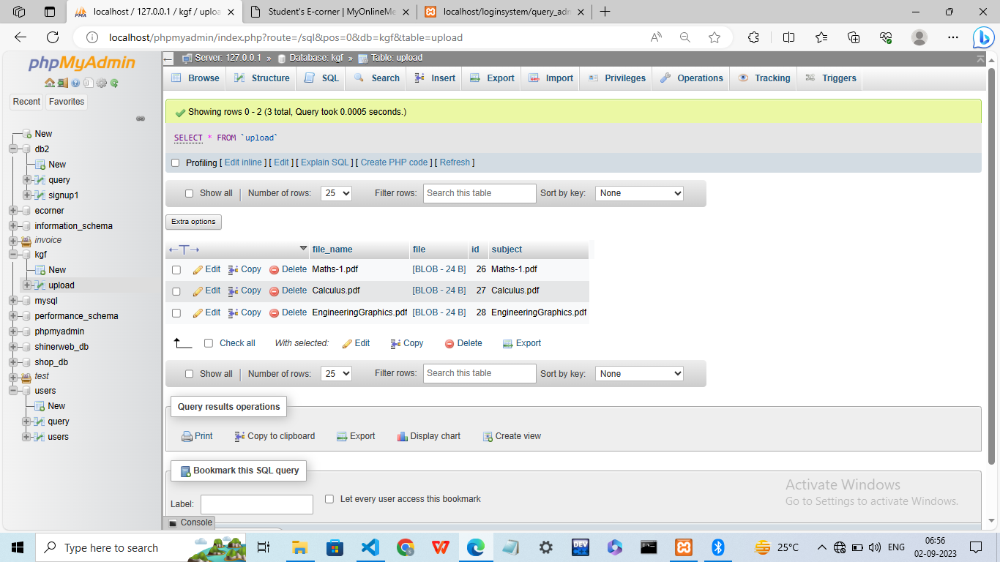 localhost / 127.0.0.1 / kgf / uploa
Student's E-corner | MyOnlineMe
localhost/loginsystem/query_adm
localhost/phpmyadmin/index.php?route=/sql&pos=0&db=kgf&table=upload
phpMyAdmin
Recent Favorites
New
db2
New
query
signup1
ecorner
information_schema
invoice
kgf
New
upload
mysql
performance_schema
phpmyadmin
shinerweb_db
shop_db
test
users
New
query
users
Server: 127.0.0.1 » Database: kgf » Table: upload
Browse Structure SQL Search Insert Export Import Privileges Operations Tracking Triggers
Showing rows 0 - 2 (3 total, Query took 0.0005 seconds.)
SELECT * FROM `upload`
Profiling [ Edit inline ] [ Edit ] [ Explain SQL ] [ Create PHP code ] [ Refresh ]
Show all Number of rows: 25 Filter rows: Search this table Sort by key: None
Extra options
←T→ file_name file id subject
Edit Copy Delete Maths-1.pdf [BLOB - 24 B] 26 Maths-1.pdf
Edit Copy Delete Calculus.pdf [BLOB - 24 B] 27 Calculus.pdf
Edit Copy Delete EngineeringGraphics.pdf [BLOB - 24 B] 28 EngineeringGraphics.pdf
Check all With selected: Edit Copy Delete Export
Show all Number of rows: 25 Filter rows: Search this table Sort by key: None
Query results operations
Print Copy to clipboard Export Display chart Create view
Bookmark this SQL query
Label: Let every user access this bookmark
Console
Activate Windows
Go to Settings to activate Windows.
Type here to search
25°C
ENG
06:56
02-09-2023